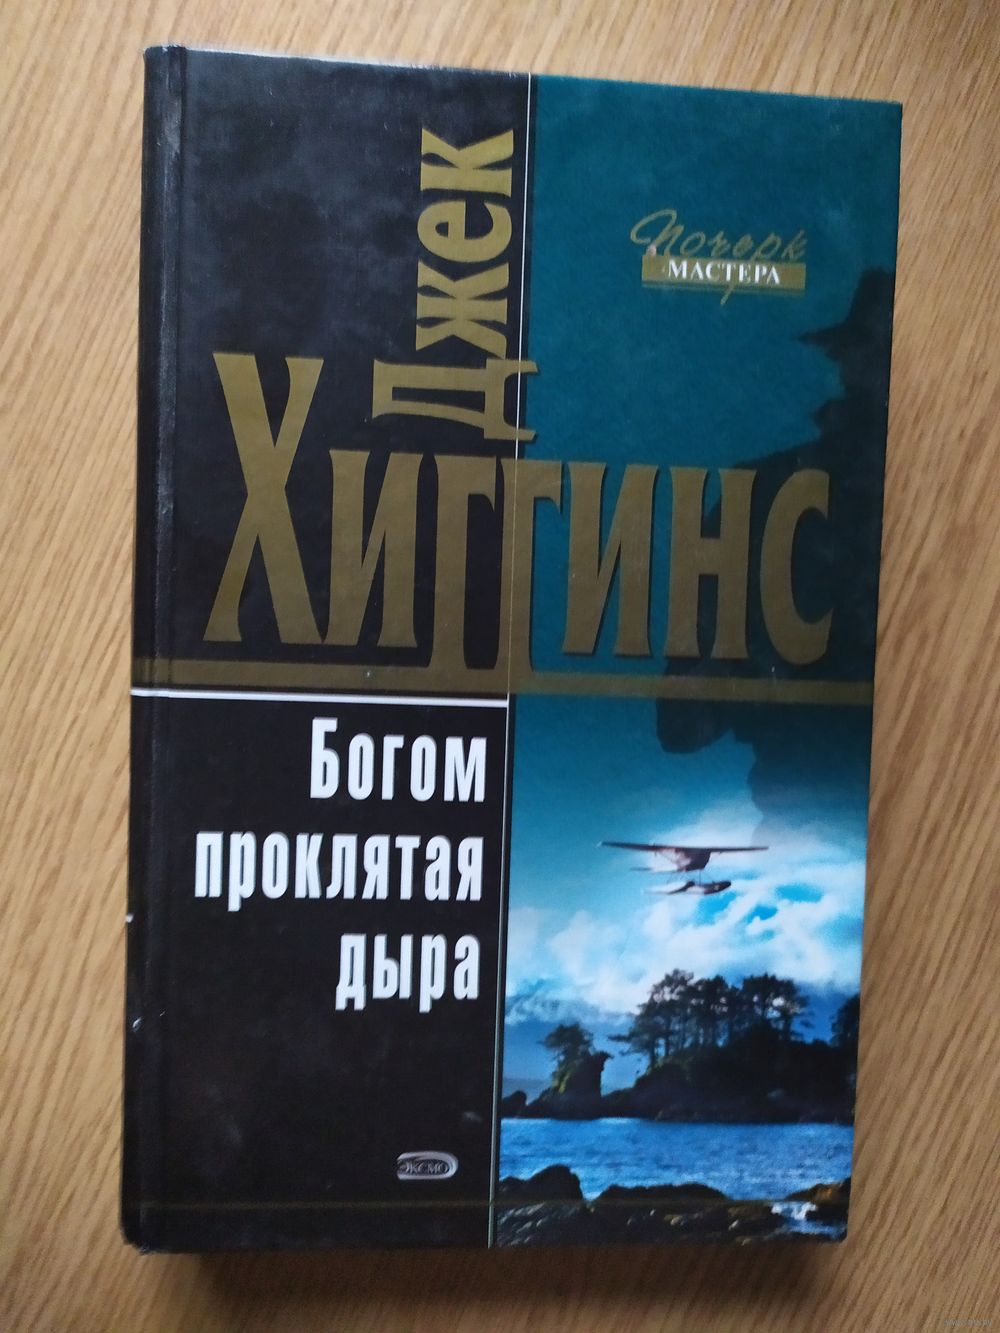 Джек
Хиггинс
Почерк
МАСТЕРА
Богом
проклятая
дыра
ЭКСМО